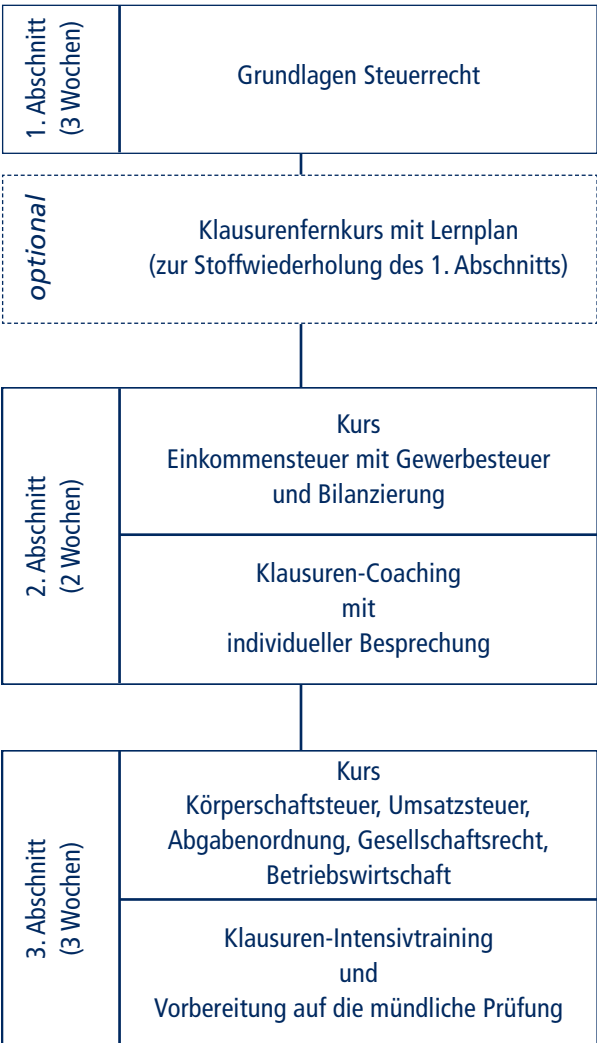 1. Abschnitt
(3 Wochen)
Grundlagen Steuerrecht
optional
Klausurenfernkurs mit Lernplan
(zur Stoffwiederholung des 1. Abschnitts)
2. Abschnitt
(2 Wochen)
Kurs
Einkommensteuer mit Gewerbesteuer
und Bilanzierung
Klausuren-Coaching
mit
individueller Besprechung
3. Abschnitt
(3 Wochen)
Kurs
Körperschaftsteuer, Umsatzsteuer,
Abgabenordnung, Gesellschaftsrecht,
Betriebswirtschaft
Klausuren-Intensivtraining
und
Vorbereitung auf die mündliche Prüfung